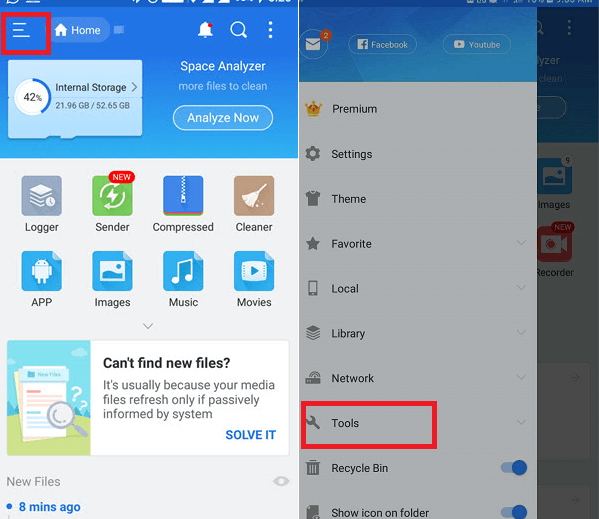 Home
Internal Storage
42%
21.96 GB / 52.65 GB
Space Analyzer
more files to clean
Analyze Now
NEW
Logger
Sender
Compressed
Cleaner
APP
Images
Music
Movies
New Files
Can't find new files?
It's usually because your media
files refresh only if passively
informed by system
SOLVE IT
New Files
8 mins ago
2
Facebook
Youtube
Premium
Settings
Theme
Favorite
Local
Library
Network
Tools
Recycle Bin
Show icon on folder
9
Images
NEW
Recorder